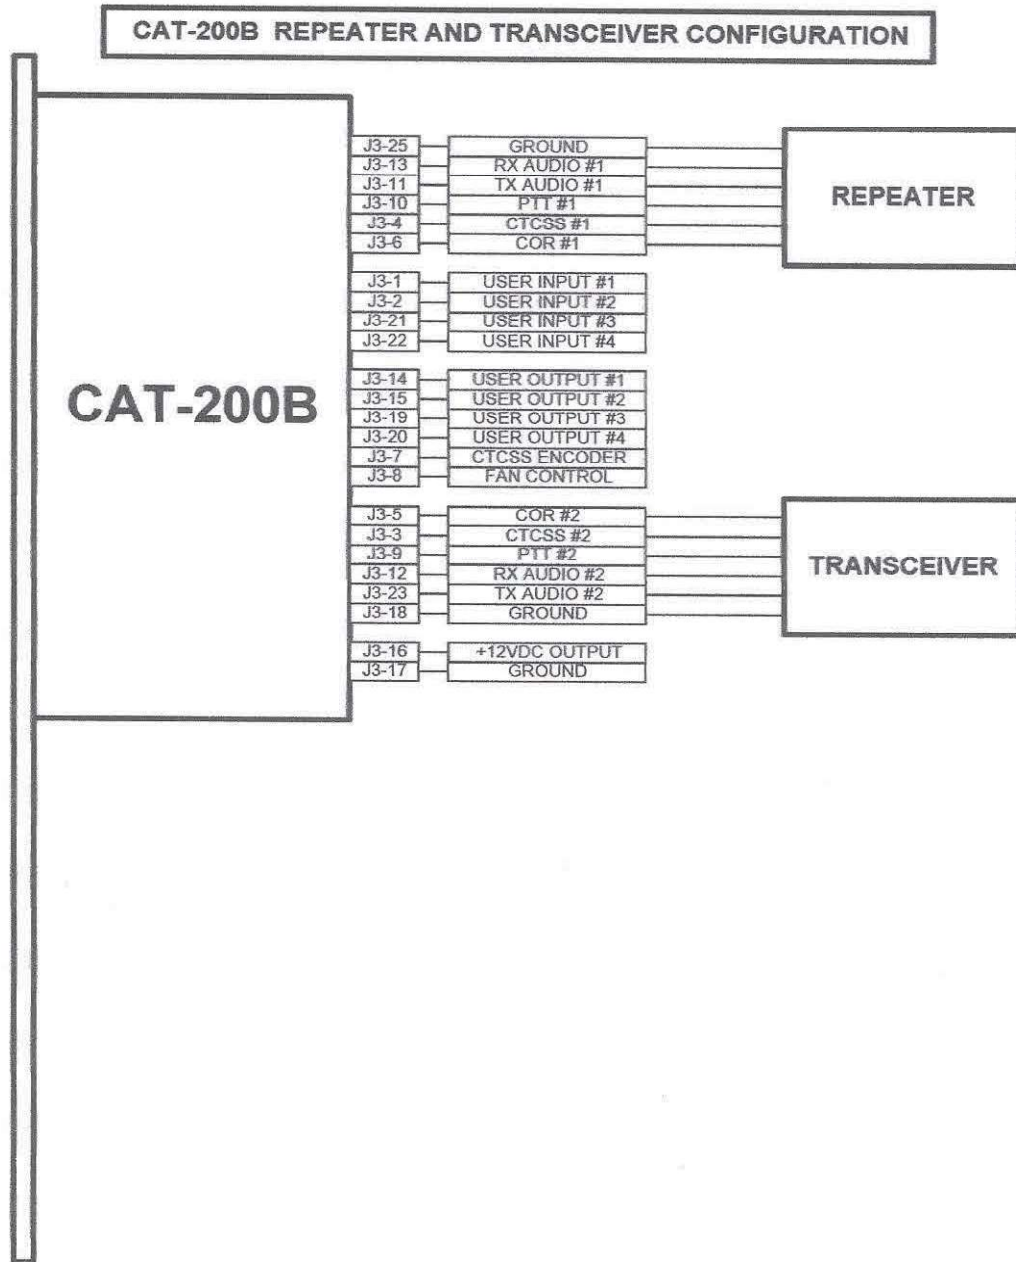 CAT-200B REPEATER AND TRANSCEIVER CONFIGURATION
J3-25 GROUND
J3-13 RX AUDIO #1
J3-11 TX AUDIO #1
J3-10 PTT #1
J3-4 CTCSS #1
J3-6 COR #1
REPEATER
J3-1 USER INPUT #1
J3-2 USER INPUT #2
J3-21 USER INPUT #3
J3-22 USER INPUT #4
CAT-200B
J3-14 USER OUTPUT #1
J3-15 USER OUTPUT #2
J3-19 USER OUTPUT #3
J3-20 USER OUTPUT #4
J3-7 CTCSS ENCODER
J3-8 FAN CONTROL
J3-5 COR #2
J3-3 CTCSS #2
J3-9 PTT #2
J3-12 RX AUDIO #2
J3-23 TX AUDIO #2
J3-18 GROUND
TRANSCEIVER
J3-16 +12VDC OUTPUT
J3-17 GROUND